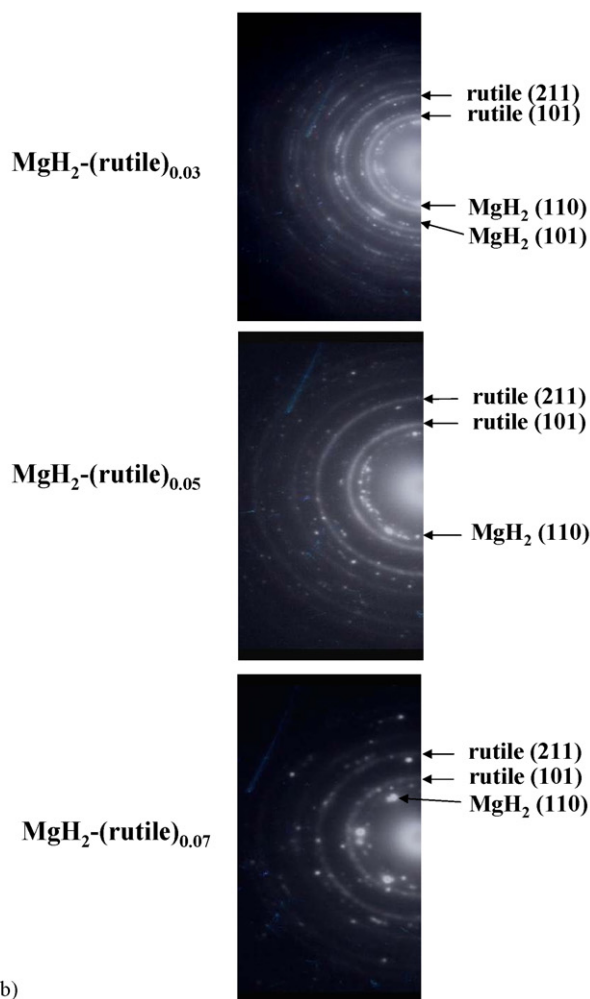 rutile (211)
rutile (101)
MgH₂-(rutile)₀.₀₃
MgH₂ (110)
MgH₂ (101)
rutile (211)
rutile (101)
MgH₂-(rutile)₀.₀₅
MgH₂ (110)
rutile (211)
rutile (101)
MgH₂ (110)
MgH₂-(rutile)₀.₀₇
b)